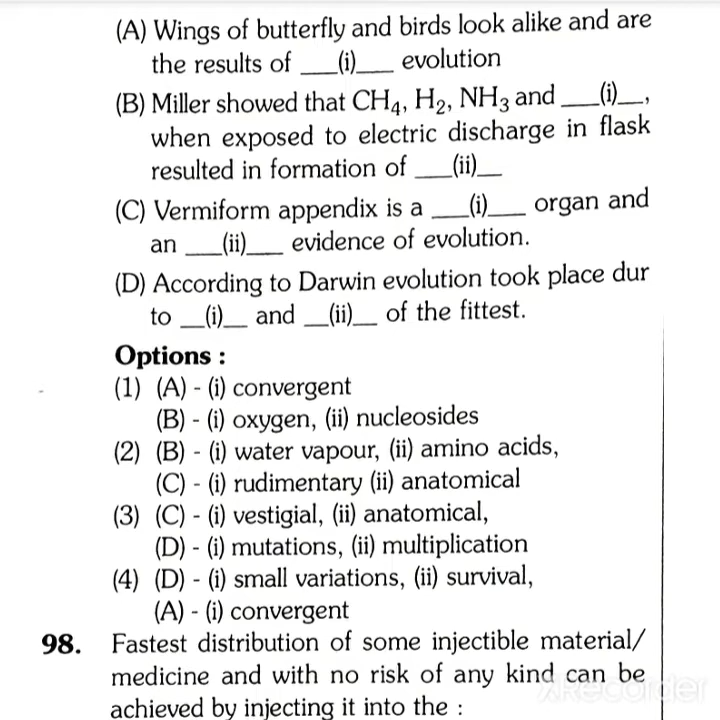 (A) Wings of butterfly and birds look alike and are
the results of ___(i)___ evolution
(B) Miller showed that CH₄, H₂, NH₃ and ___(i)__,
when exposed to electric discharge in flask
resulted in formation of ___(ii)__
(C) Vermiform appendix is a ___(i)___ organ and
an ___(ii)___ evidence of evolution.
(D) According to Darwin evolution took place dur
to __(i)__ and __(ii)__ of the fittest.
Options :
(1) (A) - (i) convergent
(B) - (i) oxygen, (ii) nucleosides
(2) (B) - (i) water vapour, (ii) amino acids,
(C) - (i) rudimentary (ii) anatomical
(3) (C) - (i) vestigial, (ii) anatomical,
(D) - (i) mutations, (ii) multiplication
(4) (D) - (i) small variations, (ii) survival,
(A) - (i) convergent
98. Fastest distribution of some injectible material/
medicine and with no risk of any kind can be
achieved by injecting it into the :
XRecorder